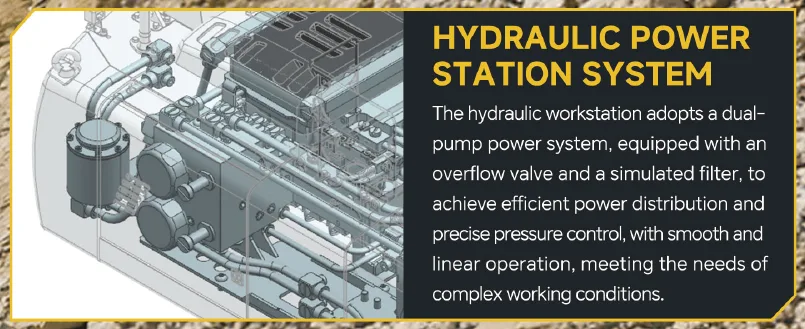 HYDRAULIC POWER
STATION SYSTEM
The hydraulic workstation adopts a dual-
pump power system, equipped with an
overflow valve and a simulated filter, to
achieve efficient power distribution and
precise pressure control, with smooth and
linear operation, meeting the needs of
complex working conditions.